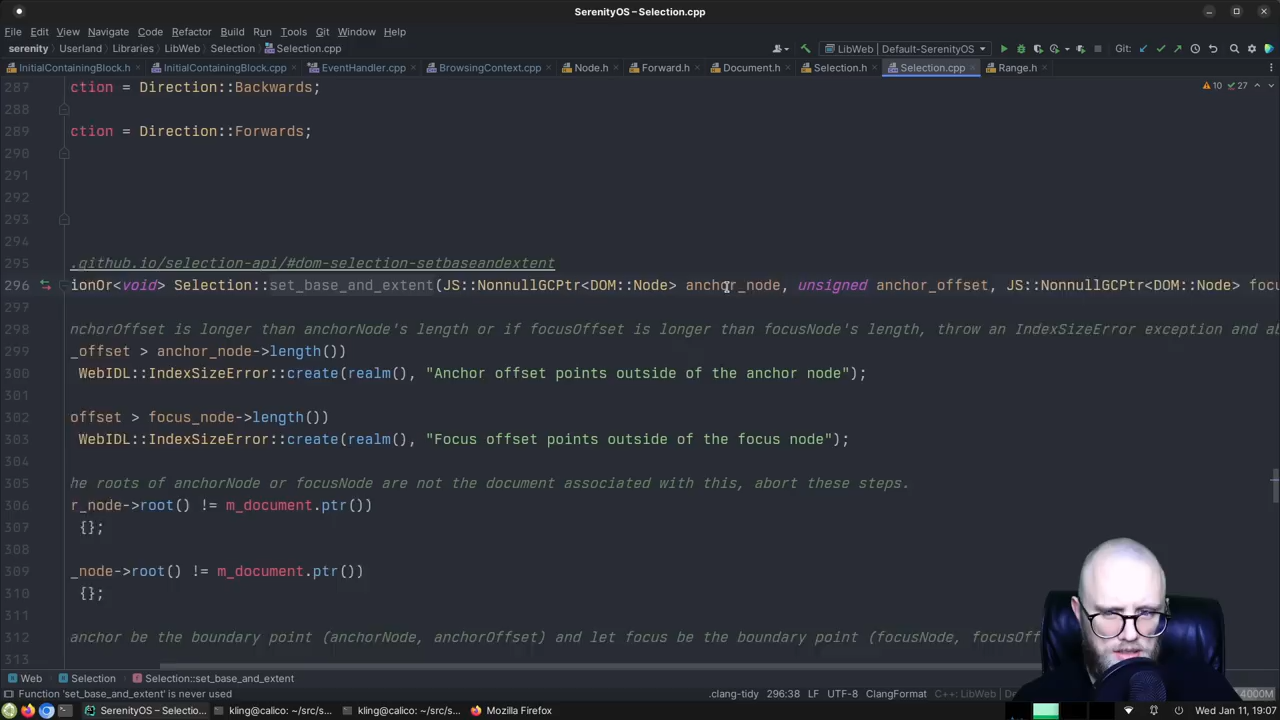 SerenityOS – Selection.cpp
File Edit View Navigate Code Refactor Build Run Tools Git Window Help
serenity Userland Libraries LibWeb Selection Selection.cpp LibWeb | Default-SerenityOS Git:
InitialContainingBlock.h InitialContainingBlock.cpp EventHandler.cpp BrowsingContext.cpp Node.h Forward.h Document.h Selection.h Selection.cpp Range.h
10 27
287 ction = Direction::Backwards;
288
289 ction = Direction::Forwards;
290
291
292
293
294
295 .github.io/selection-api/#dom-selection-setbaseandextent
296 ionOr<void> Selection::set_base_and_extent(JS::NonnullGCPtr<DOM::Node> anchor_node, unsigned anchor_offset, JS::NonnullGCPtr<DOM::Node> focu
297
298 nchorOffset is longer than anchorNode's length or if focusOffset is longer than focusNode's length, throw an IndexSizeError exception and ab
299 _offset > anchor_node->length())
300 WebIDL::IndexSizeError::create(realm(), "Anchor offset points outside of the anchor node");
301
302 offset > focus_node->length())
303 WebIDL::IndexSizeError::create(realm(), "Focus offset points outside of the focus node");
304
305 he roots of anchorNode or focusNode are not the document associated with this, abort these steps.
306 r_node->root() != m_document.ptr())
307 {};
308
309 _node->root() != m_document.ptr())
310 {};
311
312 anchor be the boundary point (anchorNode, anchorOffset) and let focus be the boundary point (focusNode, focusOff
313
Web Selection Selection::set_base_and_extent
Function 'set_base_and_extent' is never used .clang-tidy 296:38 LF UTF-8 ClangFormat C++: LibWeb 4000M
SerenityOS – Selectio... kling@calico: ~/src/s... kling@calico: ~/src/s... Mozilla Firefox Wed Jan 11, 19:07